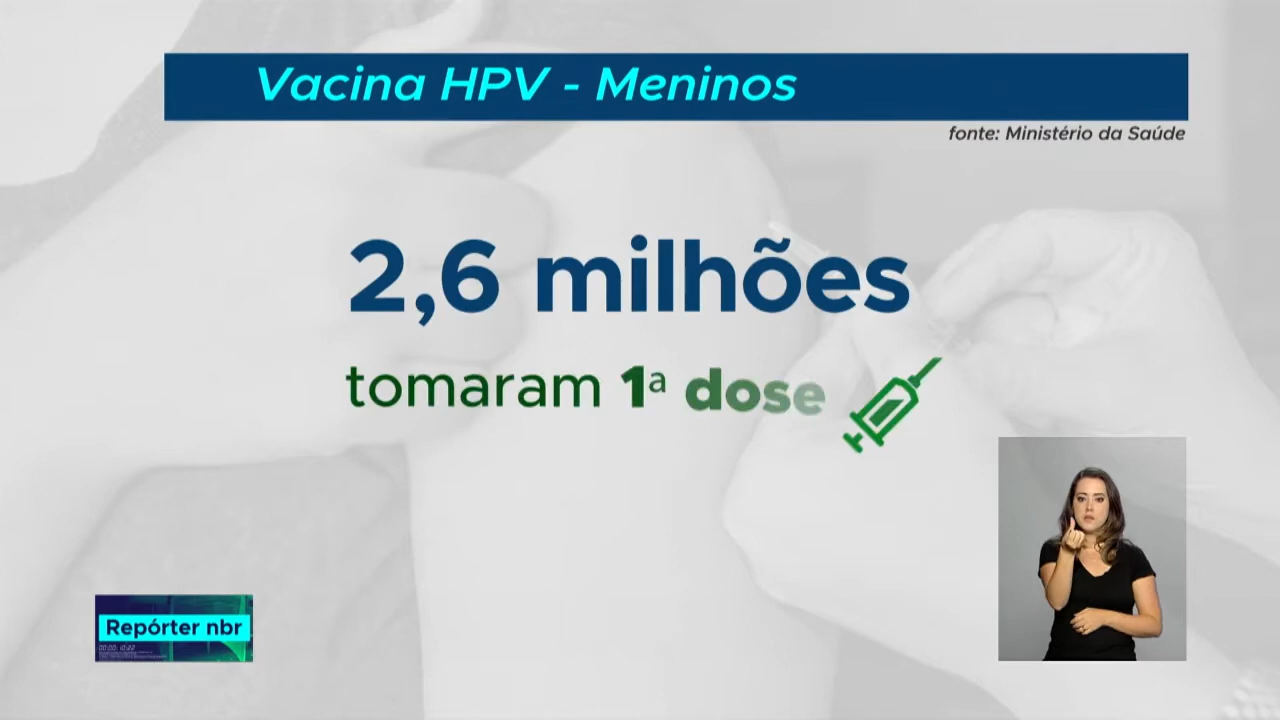 Vacina HPV - Meninos
fonte: Ministério da Saúde
2,6 milhões
tomaram 1ª dose
Repórter nbr